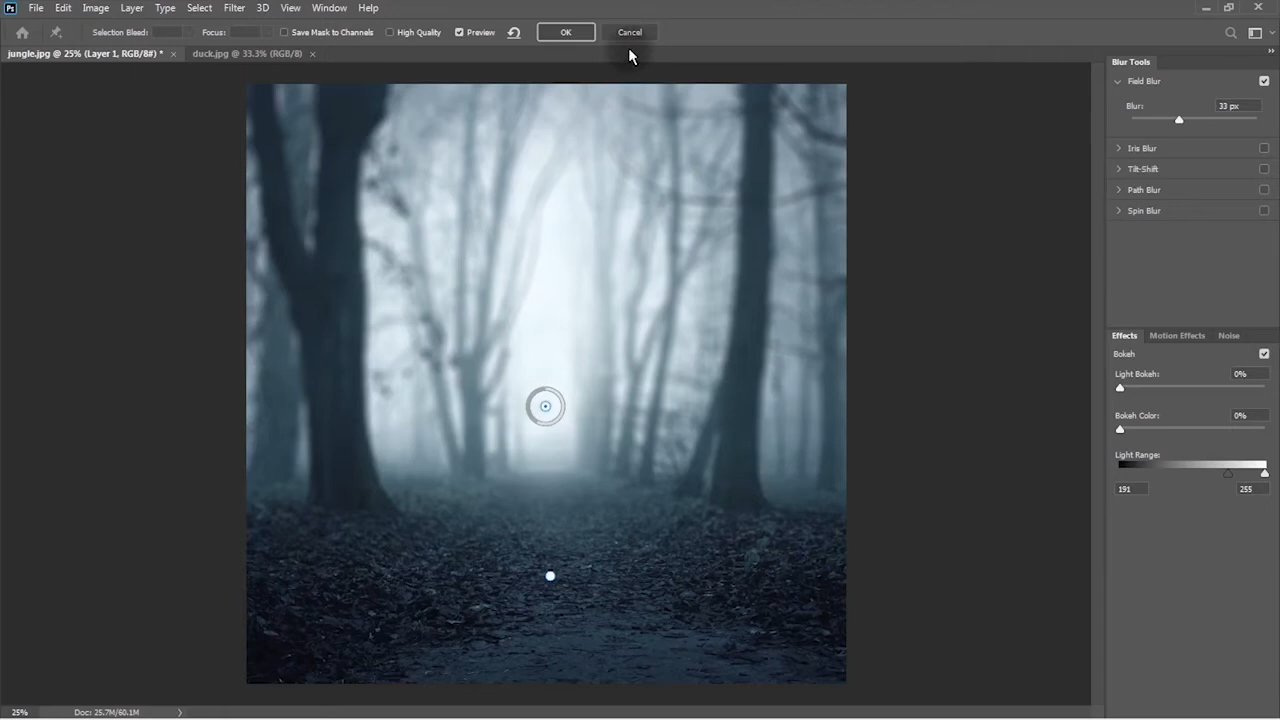 Ps File Edit Image Layer Type Select Filter 3D View Window Help
Selection Bleed: Focus: Save Mask to Channels High Quality Preview OK Cancel
jungle.jpg @ 25% (Layer 1, RGB/8#) * × duck.jpg @ 33.3% (RGB/8) ×
Blur Tools
Field Blur
Blur: 33 px
Iris Blur
Tilt-Shift
Path Blur
Spin Blur
Effects Motion Effects Noise
Bokeh
Light Bokeh: 0%
Bokeh Color: 0%
Light Range:
191 255
25% Doc: 25.7M/60.1M